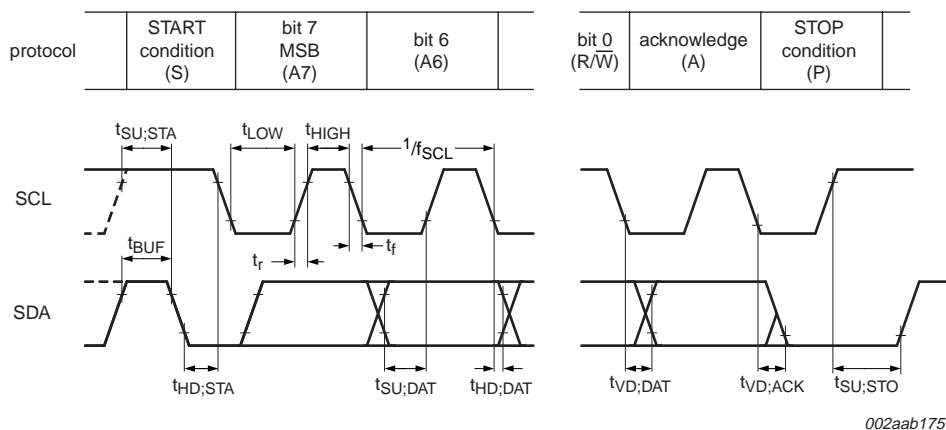 protocol
START
condition
(S)
bit 7
MSB
(A7)
bit 6
(A6)
bit 0
(R/W̅)
acknowledge
(A)
STOP
condition
(P)
tSU;STA
tLOW
tHIGH
1/fSCL
SCL
tBUF
tr
tf
SDA
tHD;STA
tSU;DAT
tHD;DAT
tVD;DAT
tVD;ACK
tSU;STO
002aab175